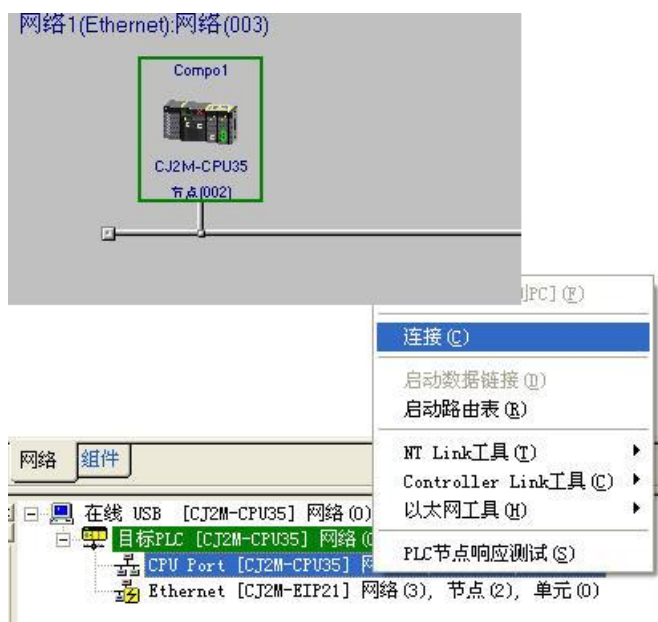 网络1(Ethernet):网络(003)
Compo1
CJ2M-CPU35
节点(002)
PC](F)
连接(C)
启动数据链接(D)
启动路由表(R)
NT Link工具(T)
Controller Link工具(C)
以太网工具(H)
PLC节点响应测试(S)
网络
组件
在线 USB [CJ2M-CPU35] 网络(0)
目标PLC [CJ2M-CPU35] 网络(0
CPU Port [CJ2M-CPU35]
Ethernet [CJ2M-EIP21] 网络(3), 节点(2), 单元(0)